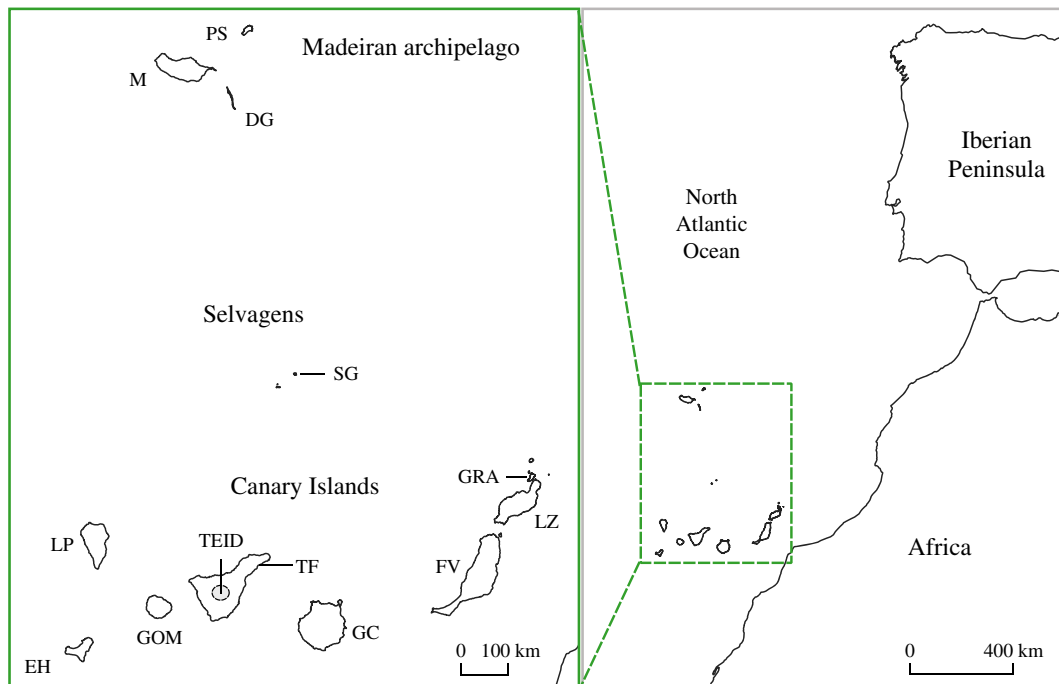 PS
Madeiran archipelago
M
DG
Selvagens
SG
Canary Islands
GRA
LZ
LP
TEID
TF
FV
GOM
GC
EH
0 100 km
Iberian
Peninsula
North
Atlantic
Ocean
Africa
0 400 km